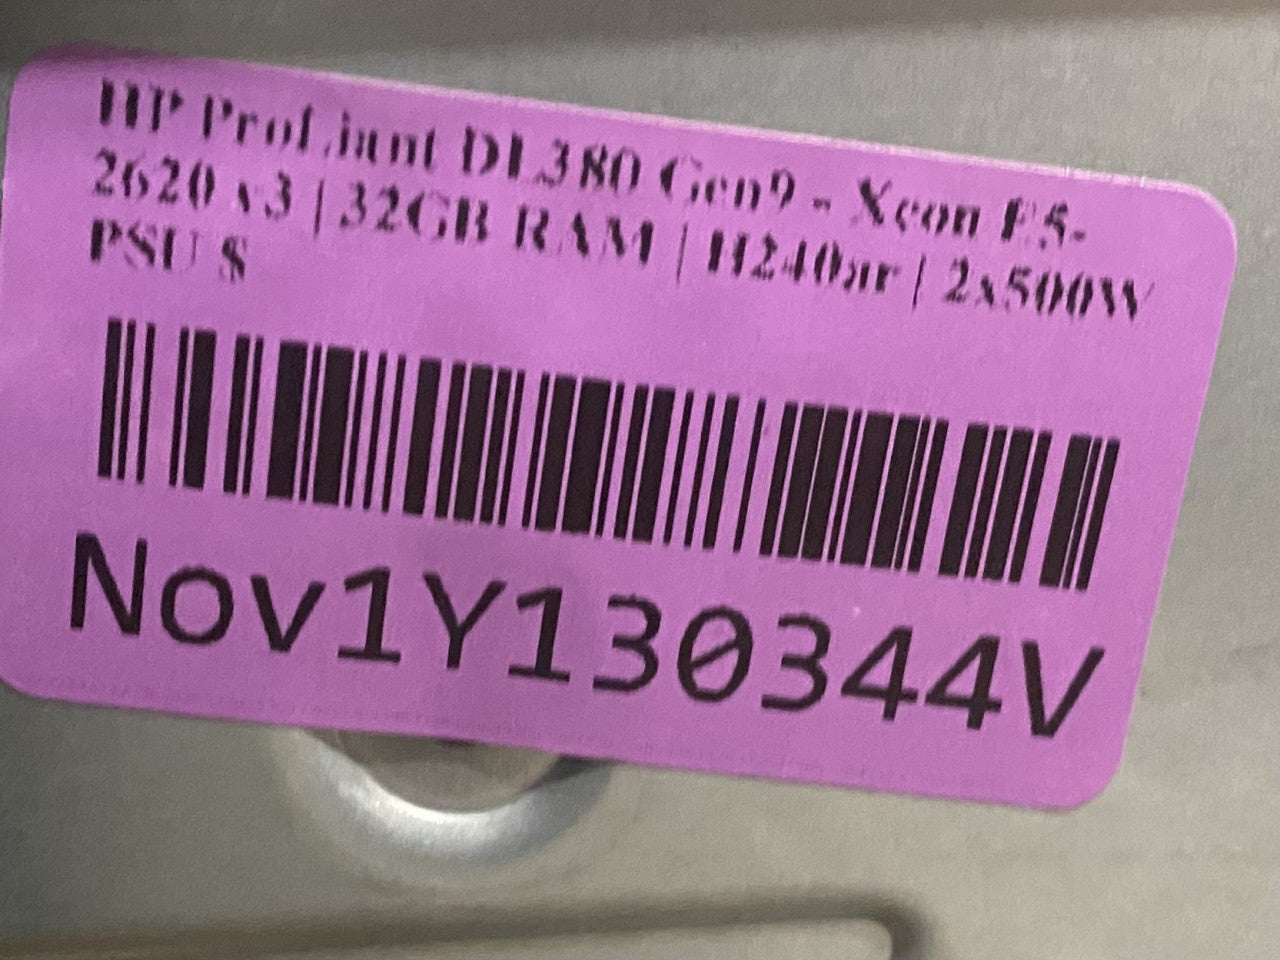 HP ProLiant DL380 Gen9 - Xeon E5-
2620 v3 | 32GB RAM | H240ar | 2x500W
PSU S
Nov1Y130344V